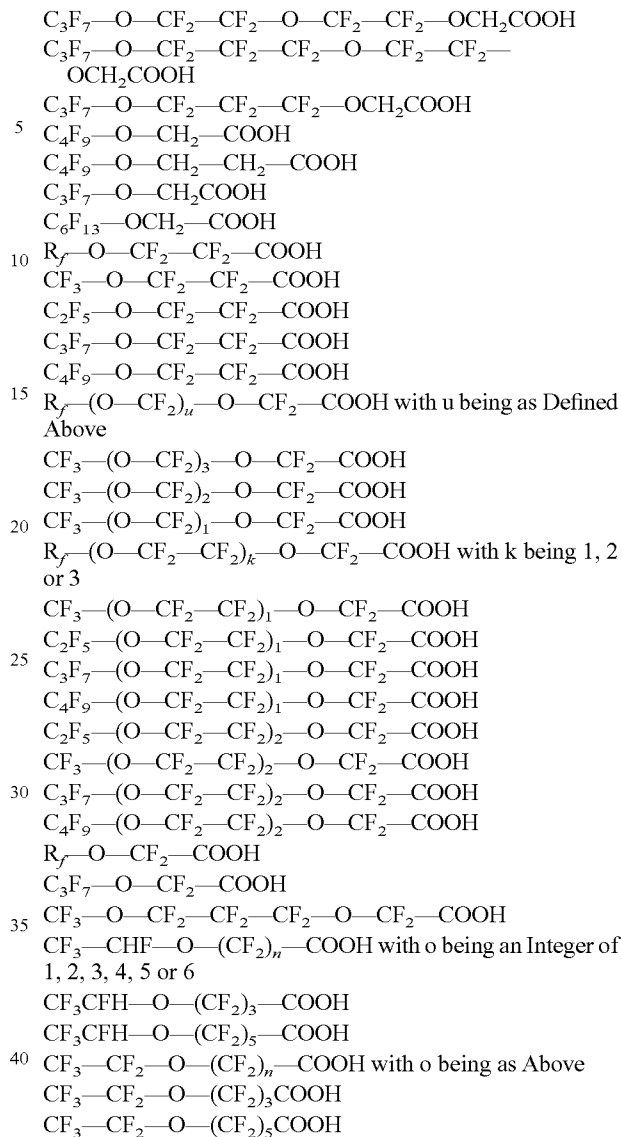 C₃F₇—O—CF₂—CF₂—O—CF₂—CF₂—OCH₂COOH
C₃F₇—O—CF₂—CF₂—CF₂—O—CF₂—CF₂—
OCH₂COOH
C₃F₇—O—CF₂—CF₂—CF₂—OCH₂COOH
5 C₄F₉—O—CH₂—COOH
C₄F₉—O—CH₂—CH₂—COOH
C₃F₇—O—CH₂COOH
C₆F₁₃—OCH₂—COOH
10 R_f—O—CF₂—CF₂—COOH
CF₃—O—CF₂—CF₂—COOH
C₂F₅—O—CF₂—CF₂—COOH
C₃F₇—O—CF₂—CF₂—COOH
C₄F₉—O—CF₂—CF₂—COOH
15 R_f—(O—CF₂)ᵤ—O—CF₂—COOH with u being as Defined
Above
CF₃—(O—CF₂)₃—O—CF₂—COOH
CF₃—(O—CF₂)₂—O—CF₂—COOH
20 CF₃—(O—CF₂)₁—O—CF₂—COOH
R_f—(O—CF₂—CF₂)ₖ—O—CF₂—COOH with k being 1, 2
or 3
CF₃—(O—CF₂—CF₂)₁—O—CF₂—COOH
25 C₂F₅—(O—CF₂—CF₂)₁—O—CF₂—COOH
C₃F₇—(O—CF₂—CF₂)₁—O—CF₂—COOH
C₄F₉—(O—CF₂—CF₂)₁—O—CF₂—COOH
C₂F₅—(O—CF₂—CF₂)₂—O—CF₂—COOH
CF₃—(O—CF₂—CF₂)₂—O—CF₂—COOH
30 C₃F₇—(O—CF₂—CF₂)₂—O—CF₂—COOH
C₄F₉—(O—CF₂—CF₂)₂—O—CF₂—COOH
R_f—O—CF₂—COOH
C₃F₇—O—CF₂—COOH
35 CF₃—O—CF₂—CF₂—CF₂—O—CF₂—COOH
CF₃—CHF—O—(CF₂)ₙ—COOH with o being an Integer of
1, 2, 3, 4, 5 or 6
CF₃CFH—O—(CF₂)₃—COOH
CF₃CFH—O—(CF₂)₅—COOH
40 CF₃—CF₂—O—(CF₂)ₙ—COOH with o being as Above
CF₃—CF₂—O—(CF₂)₃COOH
CF₃—CF₂—O—(CF₂)₅COOH